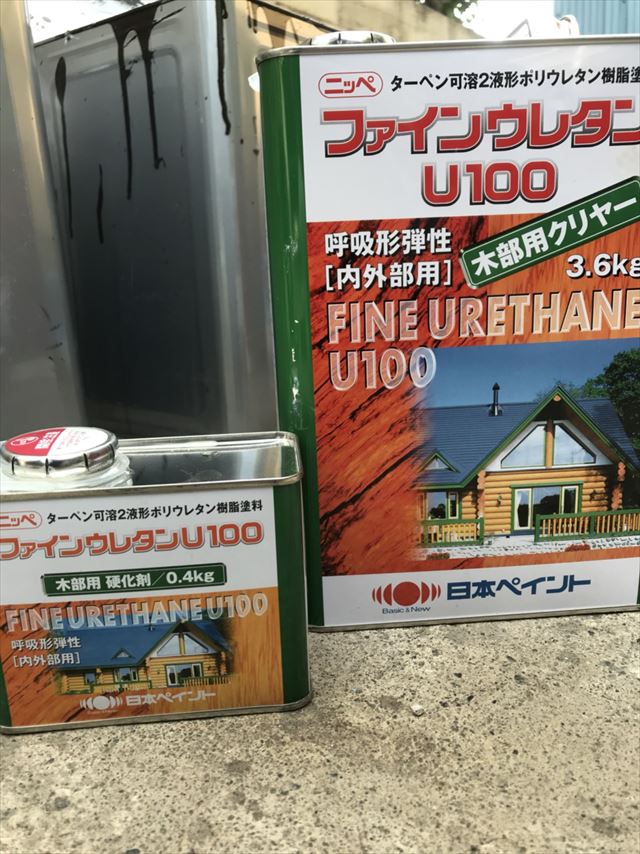 ニッペ ターペン可溶2液形ポリウレタン樹脂塗
ファインウレタン
U100
木部用クリヤー
呼吸形弾性
[内外部用]
3.6kg
FINE URETHANE
U100
Basic & New
日本ペイント
ニッペ ターペン可溶2液形ポリウレタン樹脂塗料
ファインウレタンU100
木部用 硬化剤/0.4kg
FINE URETHANE U100
呼吸形弾性
[内外部用]
日本ペイント